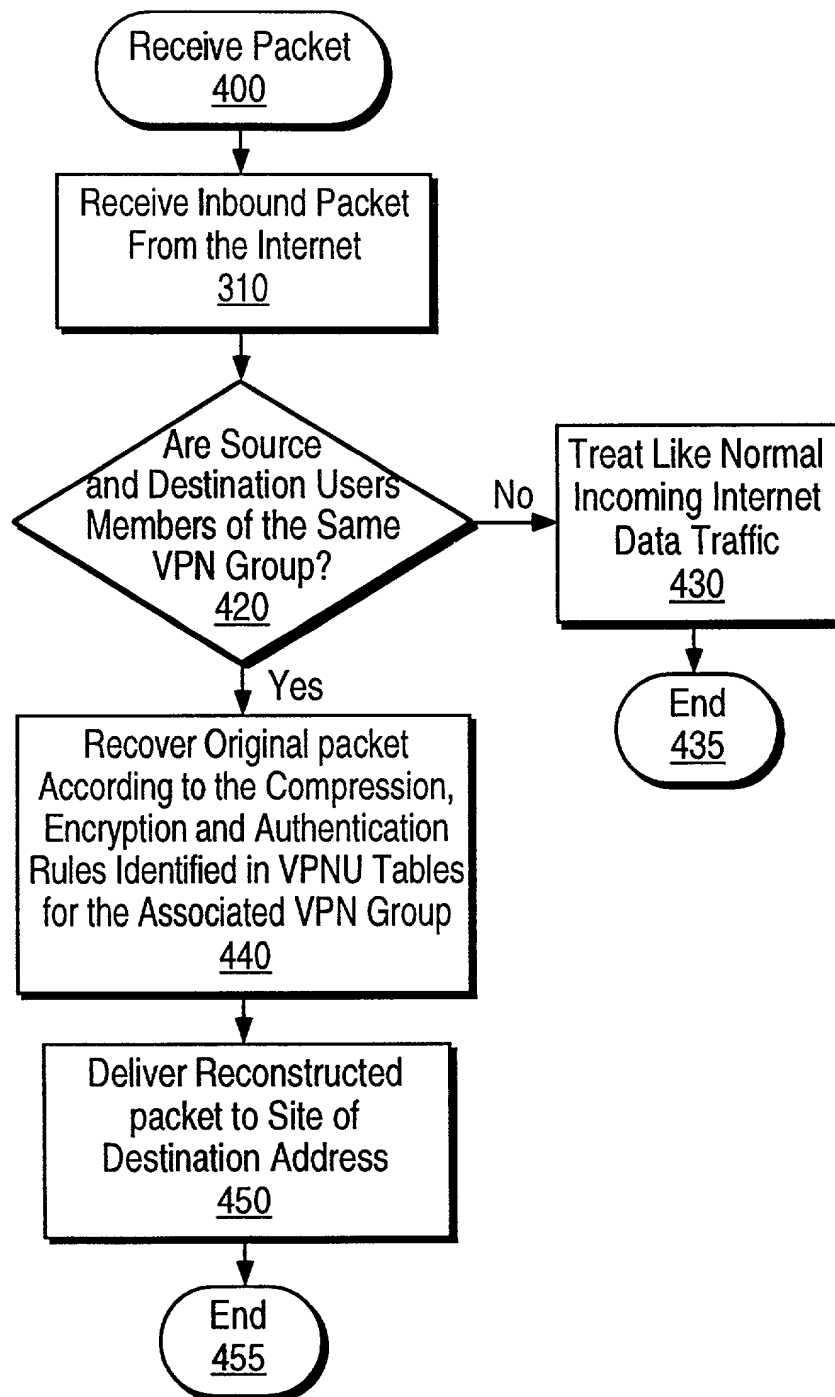 Receive Packet
400
Receive Inbound Packet
From the Internet
310
Are Source
and Destination Users
Members of the Same
VPN Group?
420
No
Treat Like Normal
Incoming Internet
Data Traffic
430
End
435
Yes
Recover Original packet
According to the Compression,
Encryption and Authentication
Rules Identified in VPNU Tables
for the Associated VPN Group
440
Deliver Reconstructed
packet to Site of
Destination Address
450
End
455